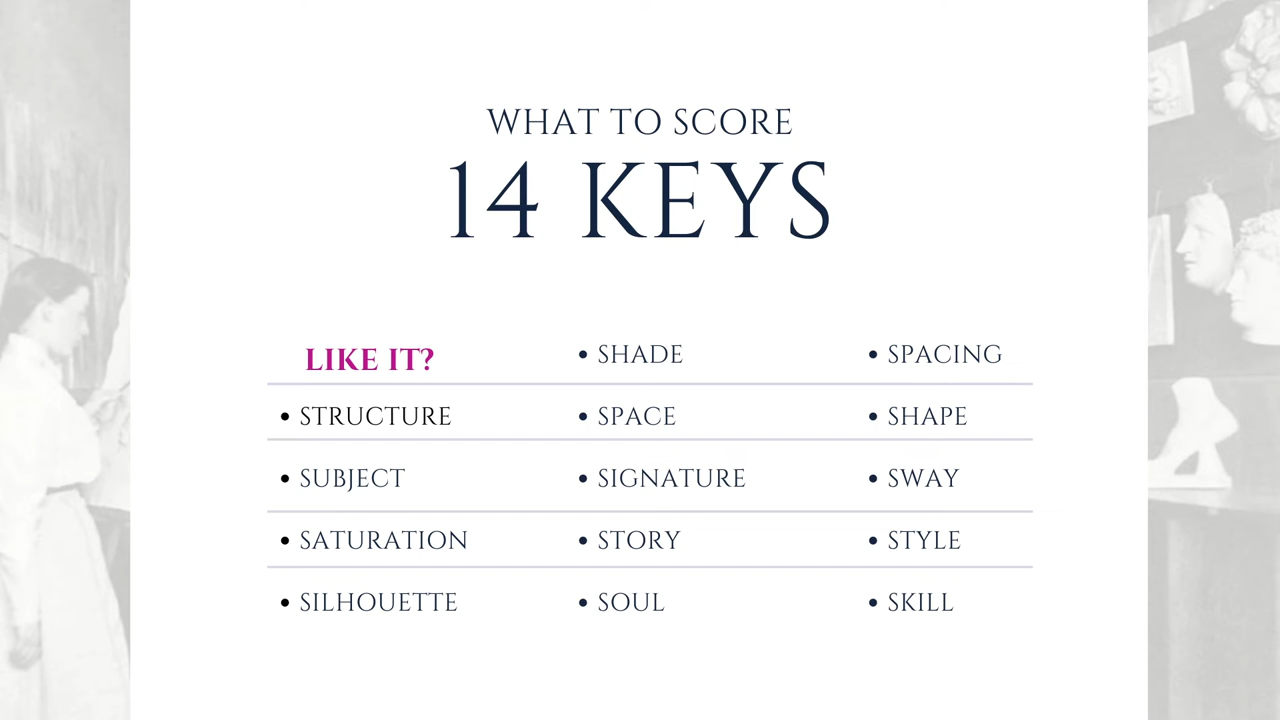 WHAT TO SCORE
14 KEYS
LIKE IT?
• STRUCTURE
• SUBJECT
• SATURATION
• SILHOUETTE
• SHADE
• SPACE
• SIGNATURE
• STORY
• SOUL
• SPACING
• SHAPE
• SWAY
• STYLE
• SKILL